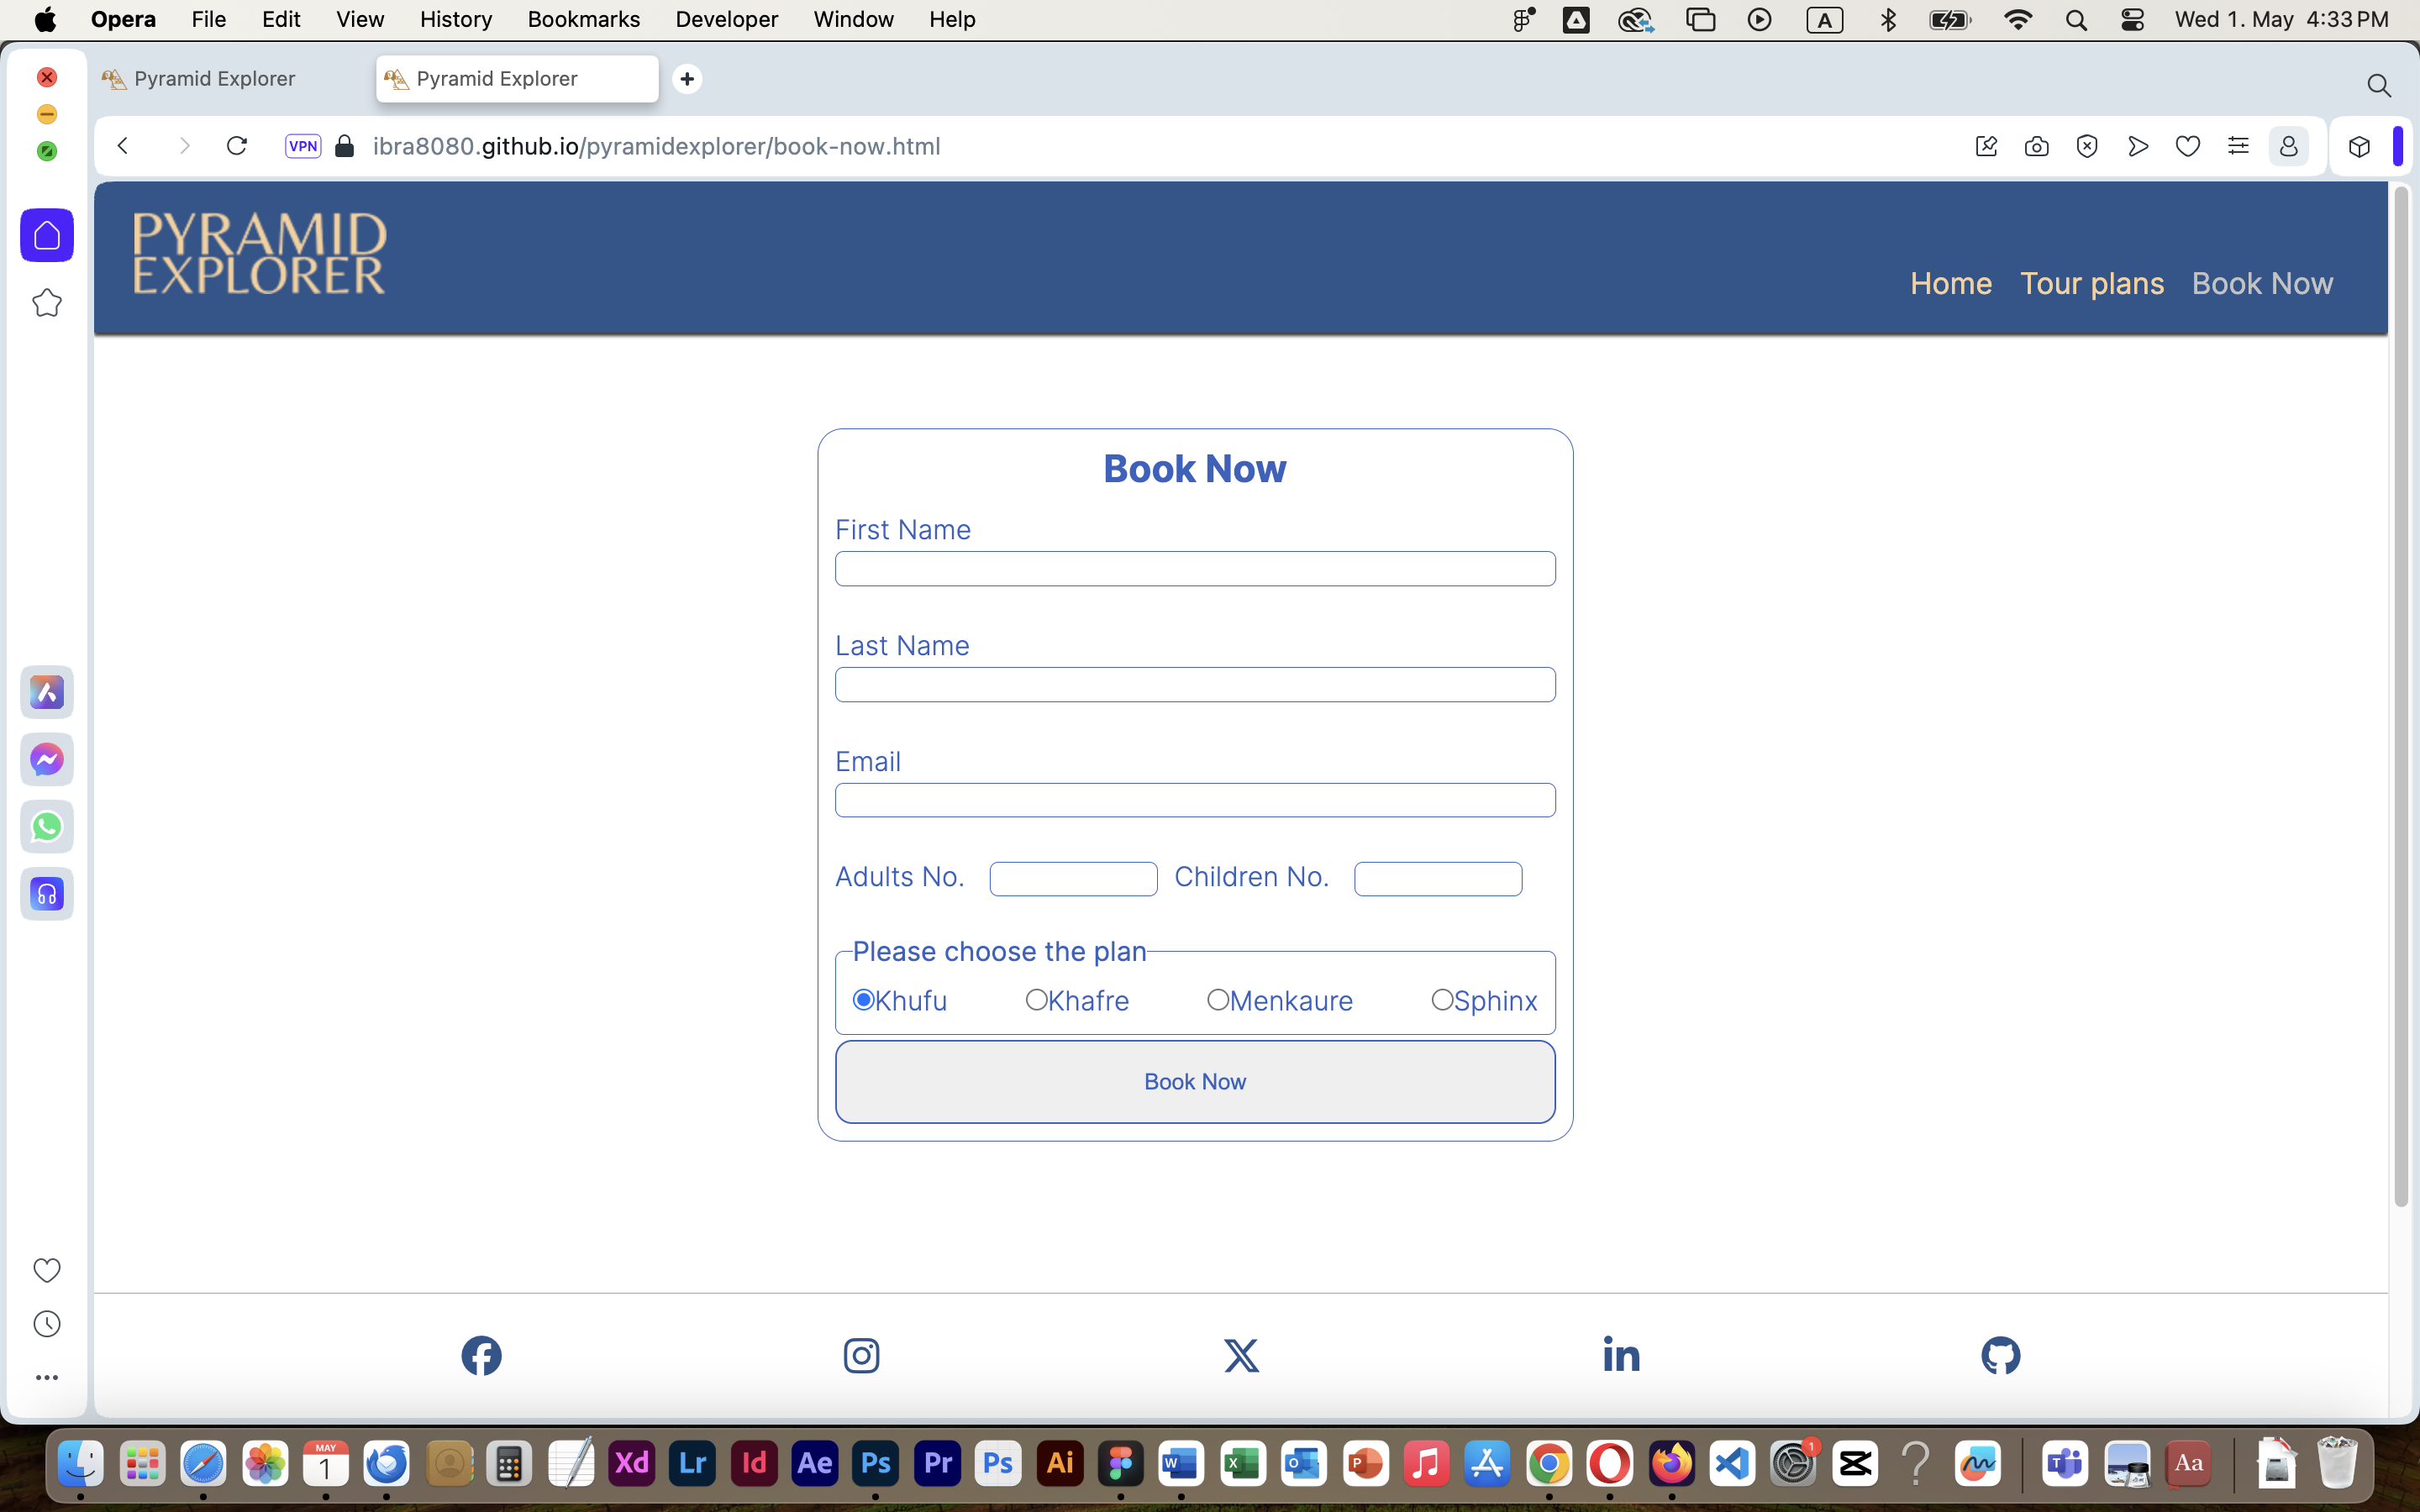 Opera File Edit View History Bookmarks Developer Window Help A Wed 1. May 4:33 PM
Pyramid Explorer Pyramid Explorer
VPN ibra8080.github.io/pyramidexplorer/book-now.html
PYRAMID
EXPLORER
Home Tour plans Book Now
Book Now
First Name
Last Name
Email
Adults No. Children No.
Please choose the plan
Khufu Khafre Menkaure Sphinx
Book Now
MAY
1
Xd Lr Id Ae Ps Pr Ps Ai W X O P 1 T Aa